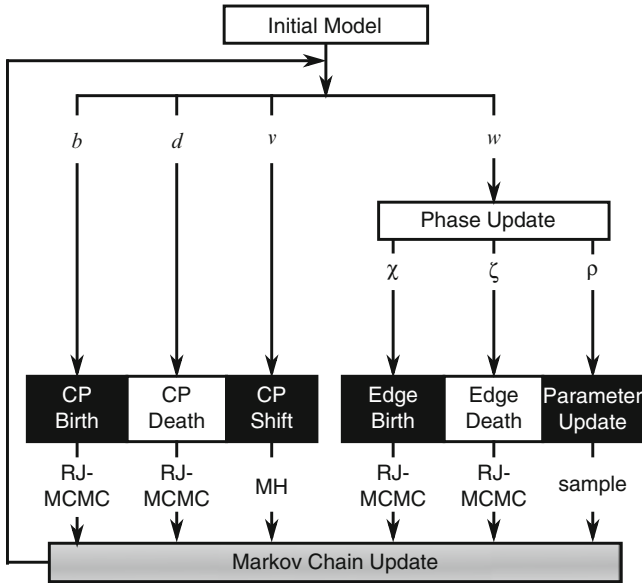 Initial Model
b d v w
Phase Update
χ ζ ρ
CP Birth
CP Death
CP Shift
Edge Birth
Edge Death
Parameter Update
RJ-MCMC
RJ-MCMC
MH
RJ-MCMC
RJ-MCMC
sample
Markov Chain Update